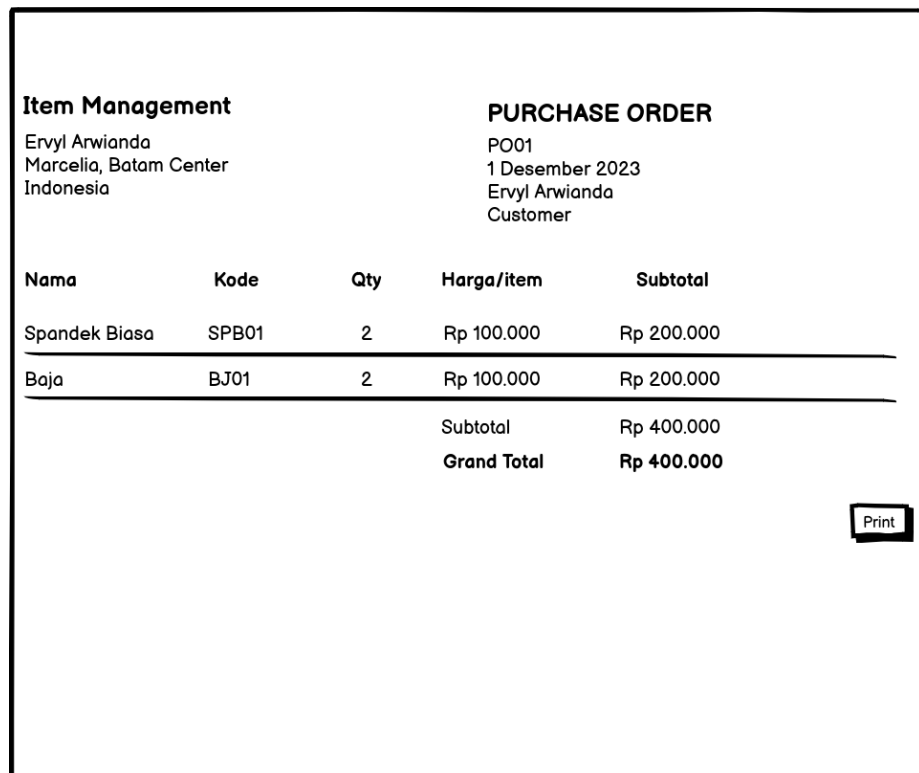 Item Management
Ervyl Arwianda
Marcelia, Batam Center
Indonesia
PURCHASE ORDER
PO01
1 Desember 2023
Ervyl Arwianda
Customer
Nama Kode Qty Harga/item Subtotal
Spandek Biasa SPB01 2 Rp 100.000 Rp 200.000
Baja BJ01 2 Rp 100.000 Rp 200.000
Subtotal Rp 400.000
Grand Total Rp 400.000
Print